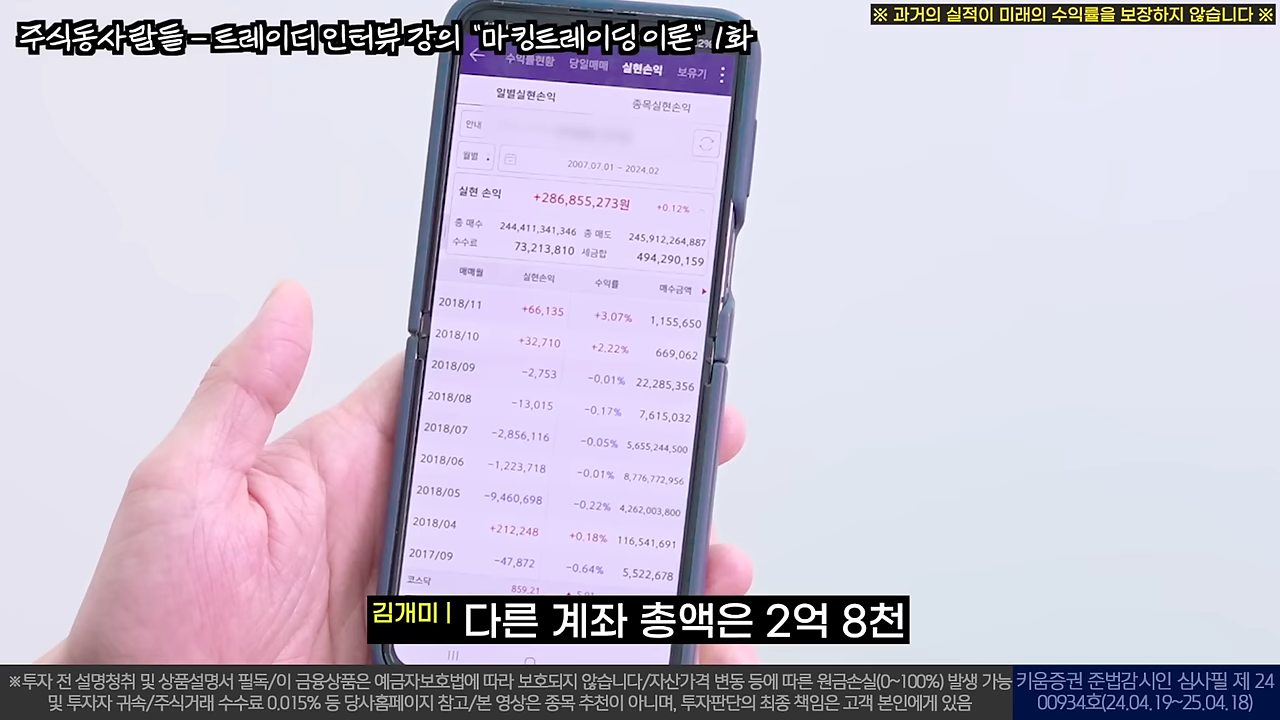 주식농사람들 - 트레이더 인터뷰 강의 "마킹트레이딩 이론" 1화
※ 과거의 실적이 미래의 수익률을 보장하지 않습니다 ※
수익률현황 당일매매 실현손익 보유기
일별실현손익 종목실현손익
안내
월별 2007.07.01 ~ 2024.02
실현 손익 +286,855,273원 +0.12%
총 매수 244,411,341,346 총 매도 245,912,264,887
수수료 73,213,810 세금합 494,290,159
매매월 실현손익 수익률 매수금액
2018/11 +66,135 +3.07% 1,155,650
2018/10 +32,710 +2.22% 669,062
2018/09 -2,753 -0.01% 22,285,356
2018/08 -13,015 -0.17% 7,615,032
2018/07 -2,856,116 -0.05% 5,655,244,500
2018/06 -1,223,718 -0.01% 8,776,772,956
2018/05 -9,460,698 -0.22% 4,262,003,800
2018/04 +212,248 +0.18% 116,541,691
2017/09 -47,872 -0.64% 5,522,678
코스닥 859.21
김개미 | 다른 계좌 총액은 2억 8천
※투자 전 설명청취 및 상품설명서 필독/이 금융상품은 예금자보호법에 따라 보호되지 않습니다/자산가격 변동 등에 따른 원금손실(0~100%) 발생 가능
및 투자자 귀속/주식거래 수수료 0.015% 등 당사홈페이지 참고/본 영상은 종목 추천이 아니며, 투자판단의 최종 책임은 고객 본인에게 있음
키움증권 준법감시인 심사필 제 24
00934호(24.04.19~25.04.18)